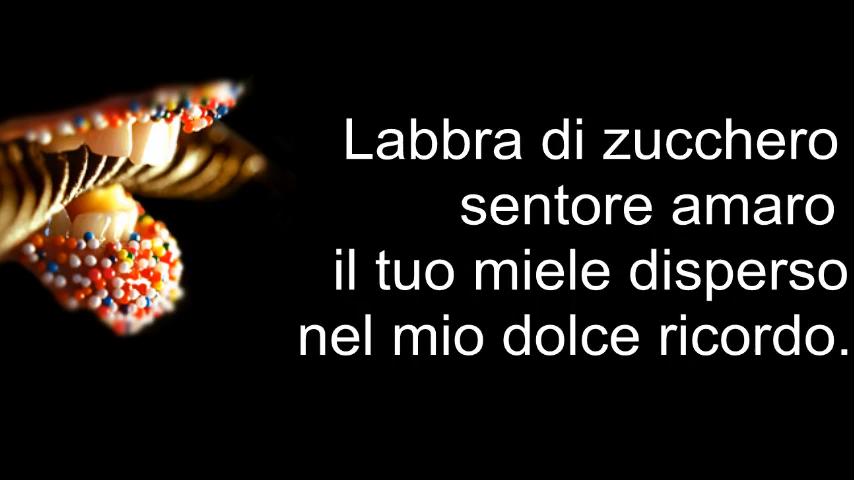 Labbra di zucchero
sentore amaro
il tuo miele disperso
nel mio dolce ricordo.